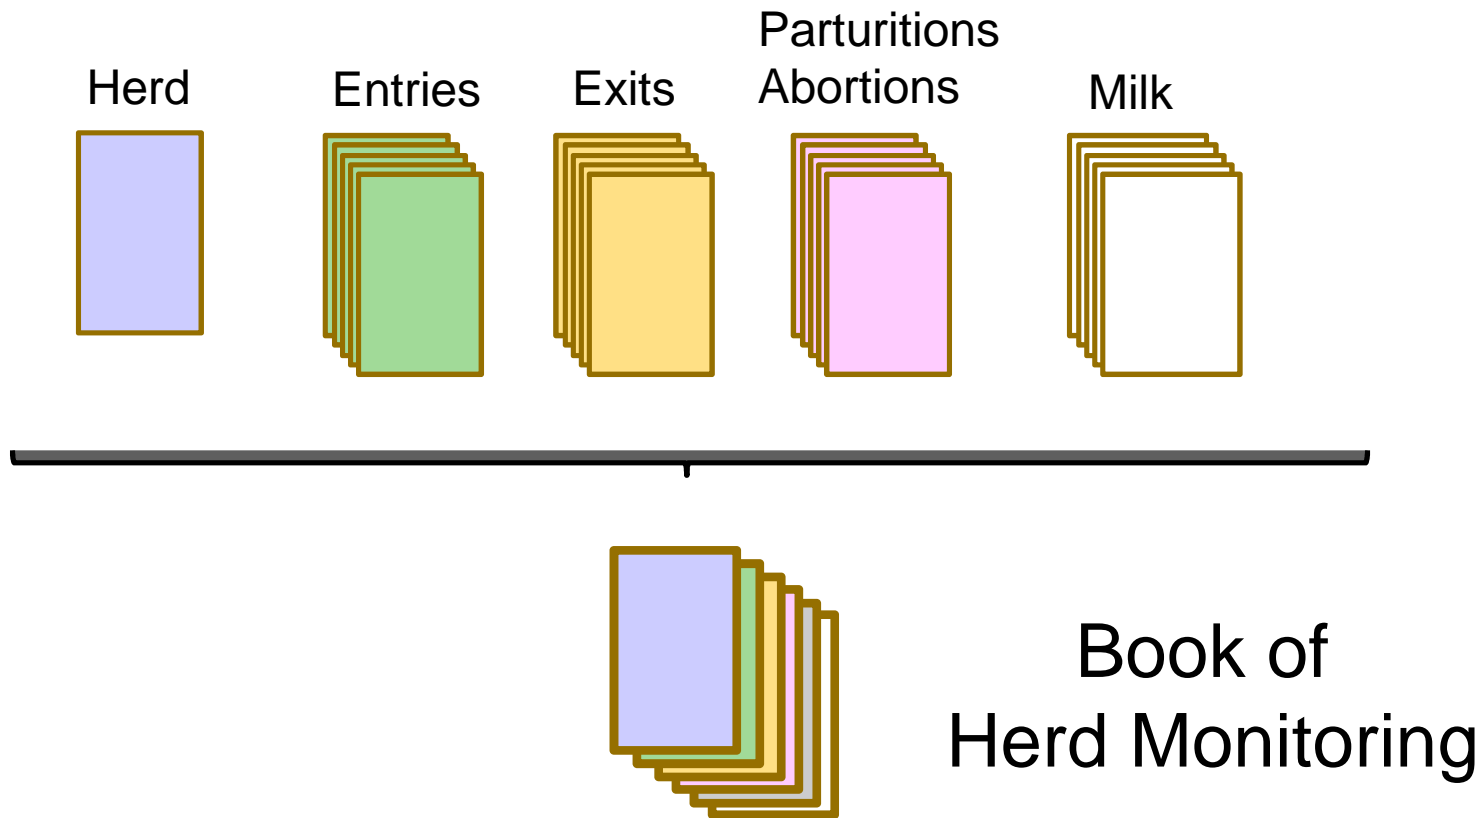 Herd
Entries
Exits
Parturitions
Abortions
Milk
Book of
Herd Monitoring